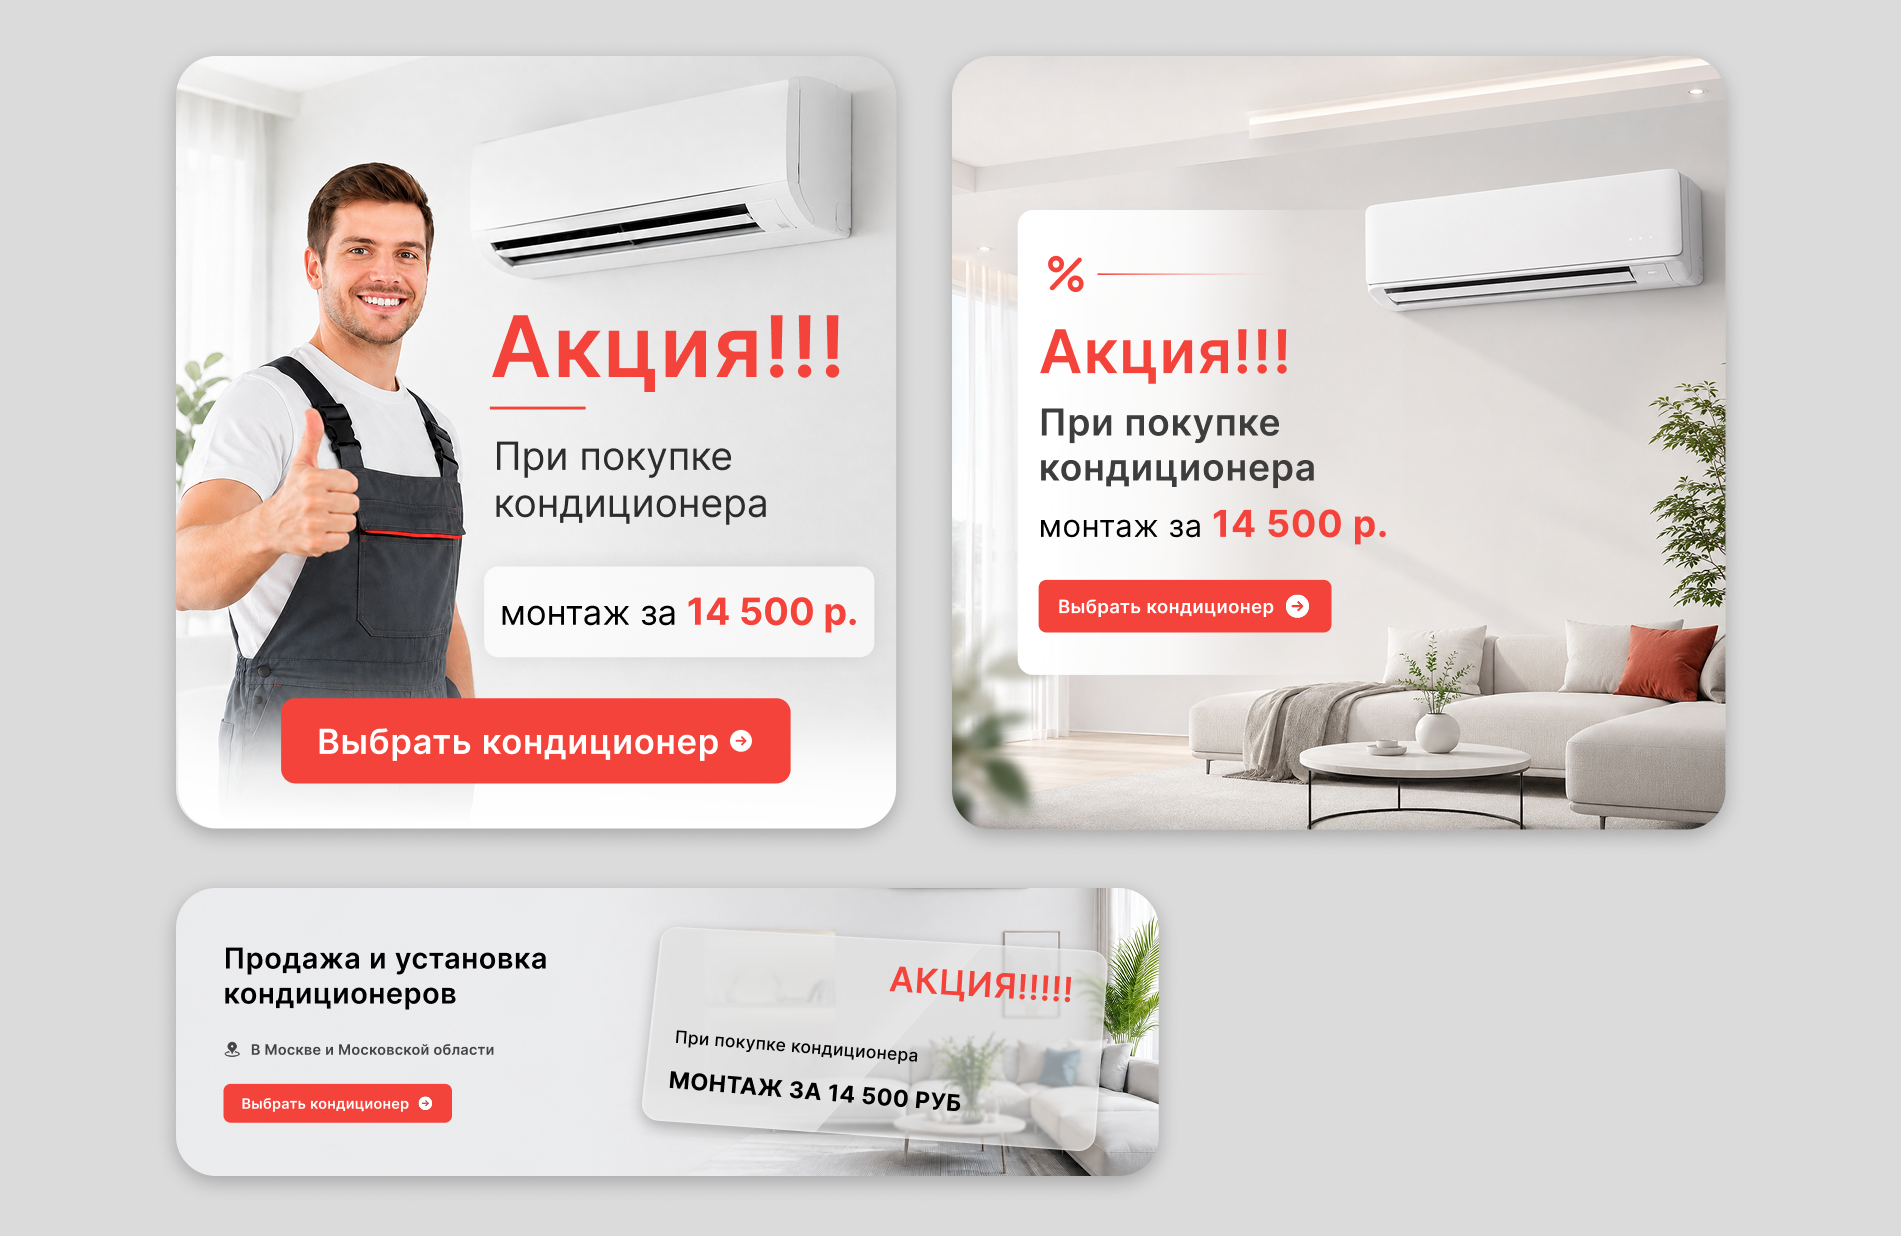 Акция!!!
При покупке
кондиционера
монтаж за 14 500 р.
Выбрать кондиционер
%
Акция!!!
При покупке
кондиционера
монтаж за 14 500 р.
Выбрать кондиционер
Продажа и установка
кондиционеров
В Москве и Московской области
Выбрать кондиционер
АКЦИЯ!!!!!
При покупке кондиционера
МОНТАЖ ЗА 14 500 РУБ